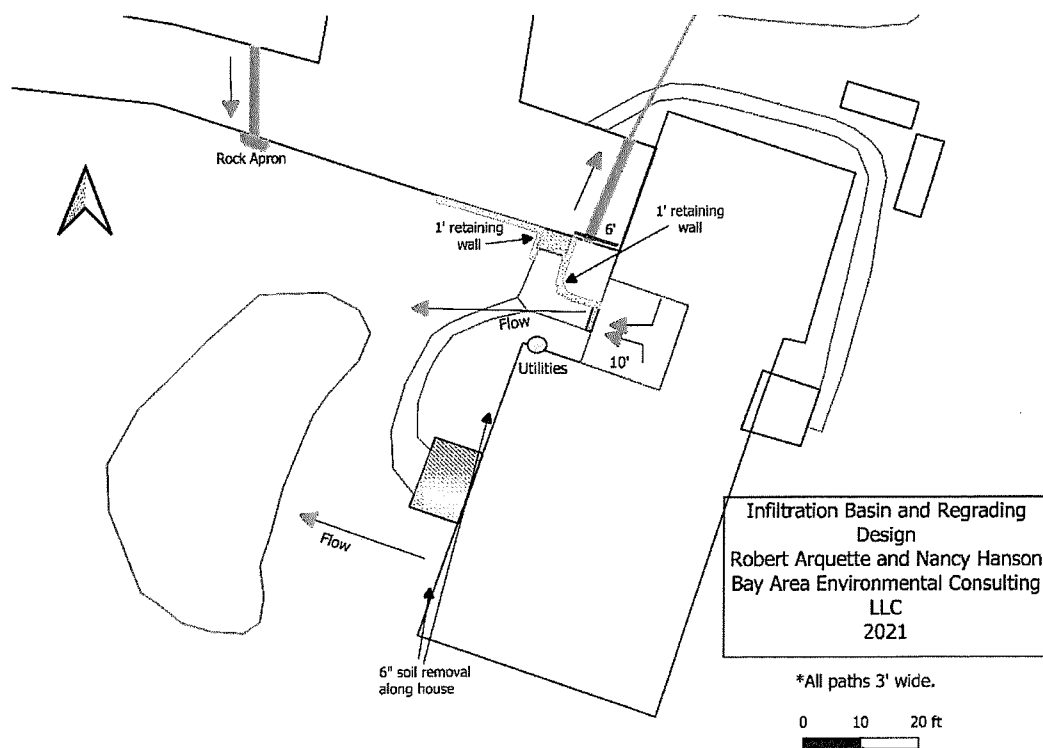 Rock Apron
1' retaining
wall
6'
1' retaining
wall
Flow
Utilities
10'
Flow
6" soil removal
along house
Infiltration Basin and Regrading
Design
Robert Arquette and Nancy Hanson
Bay Area Environmental Consulting
LLC
2021
*All paths 3' wide.
0 10 20 ft